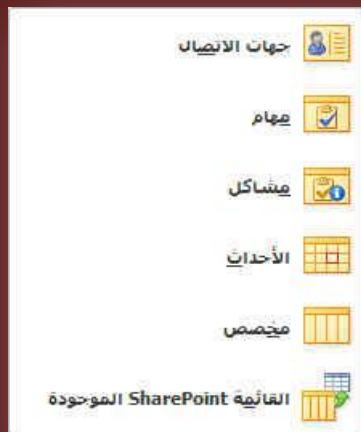 جهات الاتصال
مهام
مشاكل
الأحداث
مخصص
القائمة SharePoint الموجودة